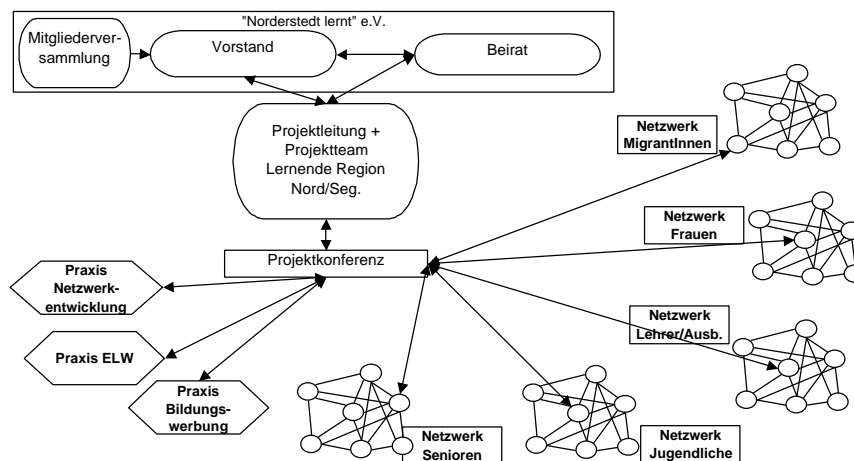 "Norderstedt lernt" e.V.
Mitgliederver-
sammlung
Vorstand
Beirat
Projektleitung +
Projektteam
Lernende Region
Nord/Seg.
Netzwerk
MigrantInnen
Netzwerk
Frauen
Projektkonferenz
Praxis
Netzwerk-
entwicklung
Netzwerk
Lehrer/Ausb.
Praxis ELW
Praxis
Bildungs-
werbung
Netzwerk
Senioren
Netzwerk
Jugendliche